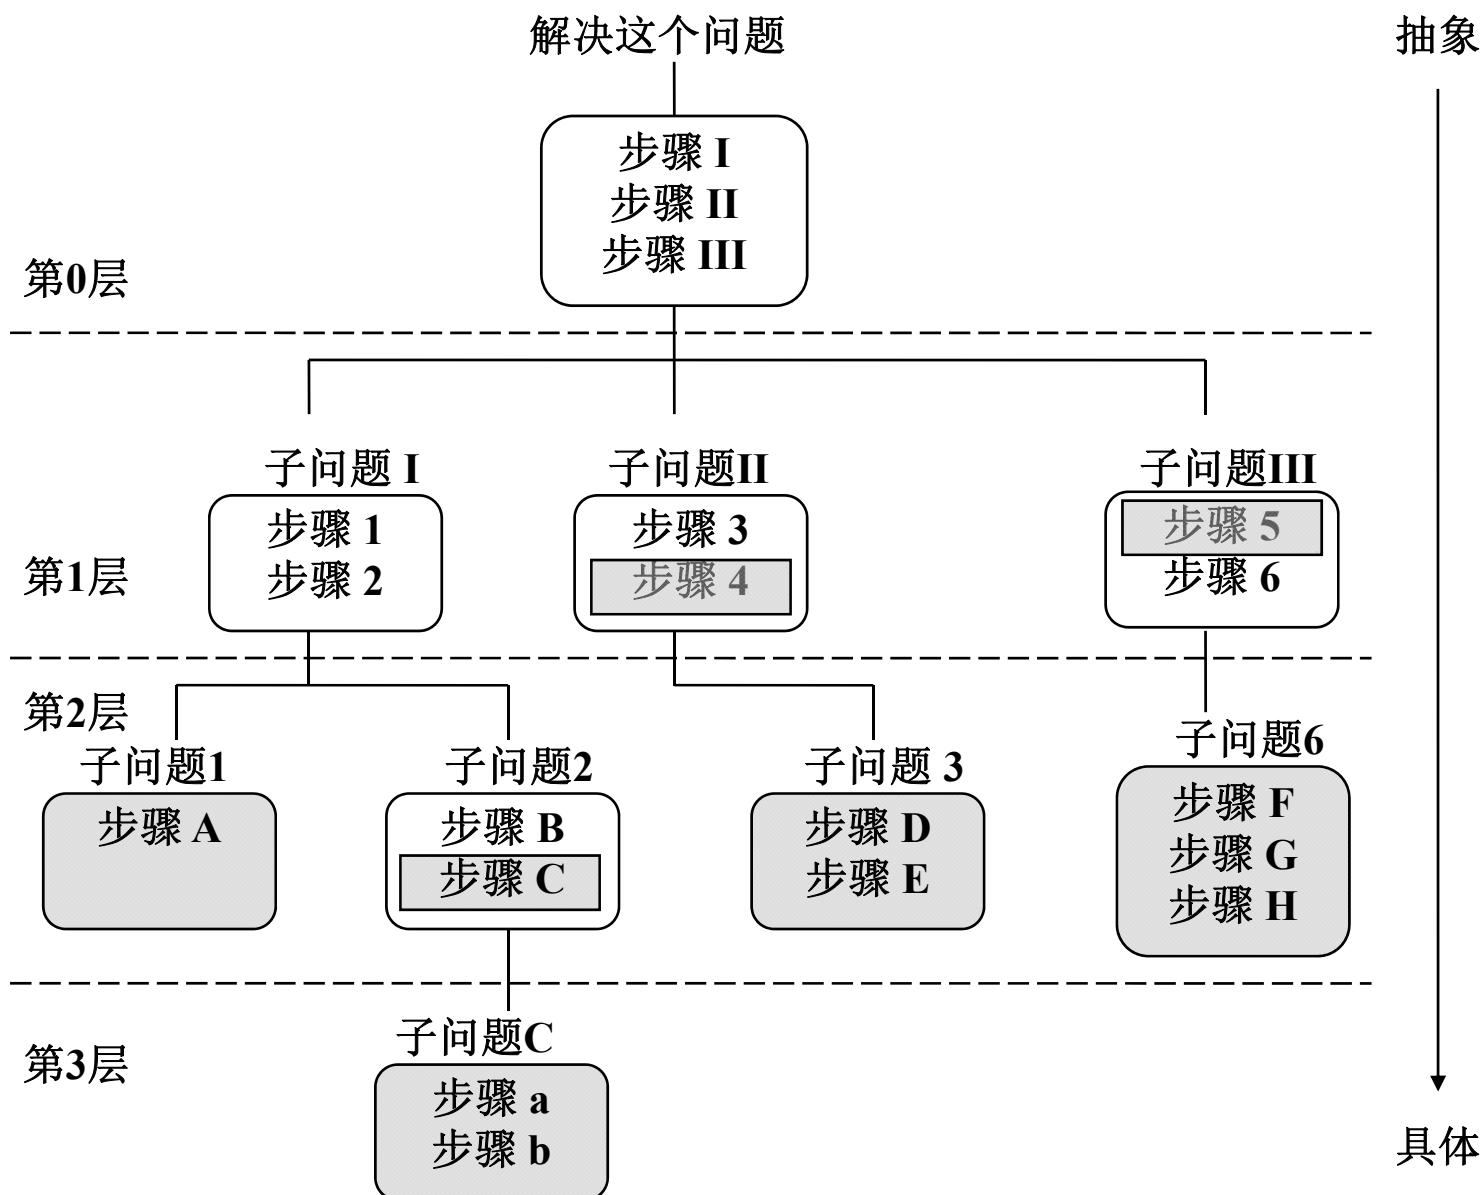 解决这个问题
抽象
步骤 I
步骤 II
步骤 III
第0层
子问题 I
子问题II
子问题III
步骤 1
步骤 2
步骤 3
步骤 4
步骤 5
步骤 6
第1层
第2层
子问题1
子问题2
子问题 3
子问题6
步骤 A
步骤 B
步骤 C
步骤 D
步骤 E
步骤 F
步骤 G
步骤 H
子问题C
第3层
步骤 a
步骤 b
具体